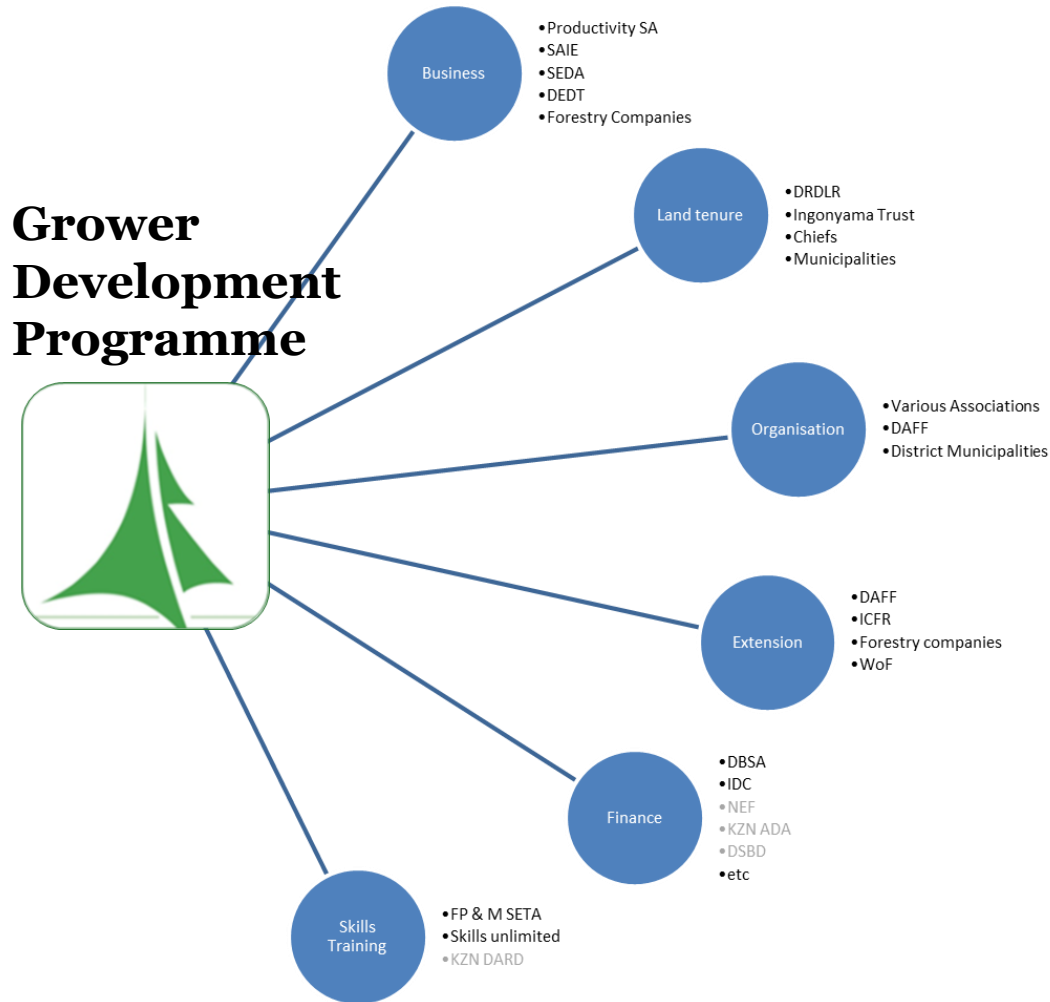 Grower
Development
Programme
Business
•Productivity SA
•SAIE
•SEDA
•DEDT
•Forestry Companies
Land tenure
•DRDLR
•Ingonyama Trust
•Chiefs
•Municipalities
Organisation
•Various Associations
•DAFF
•District Municipalities
Extension
•DAFF
•ICFR
•Forestry companies
•WoF
Finance
•DBSA
•IDC
•NEF
•KZN ADA
•DSBD
•etc
Skills
Training
•FP & M SETA
•Skills unlimited
•KZN DARD